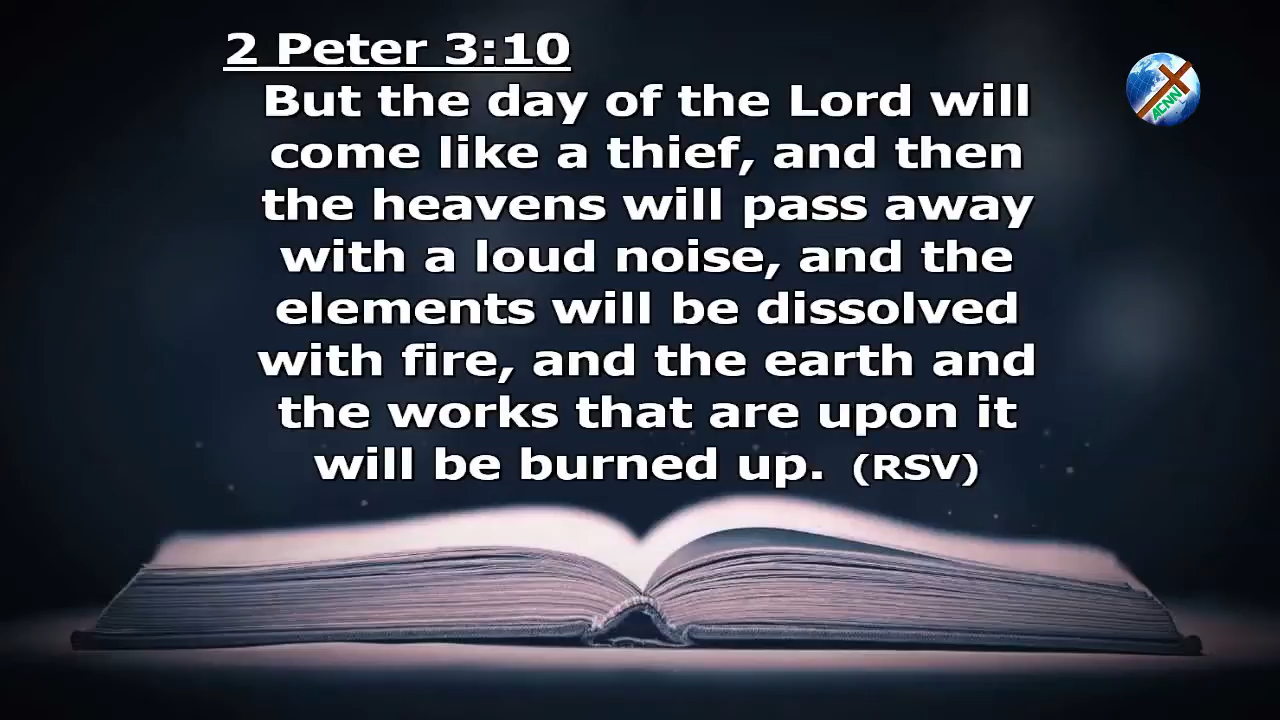 2 Peter 3:10
But the day of the Lord will
come like a thief, and then
the heavens will pass away
with a loud noise, and the
elements will be dissolved
with fire, and the earth and
the works that are upon it
will be burned up. (RSV)
ACNN